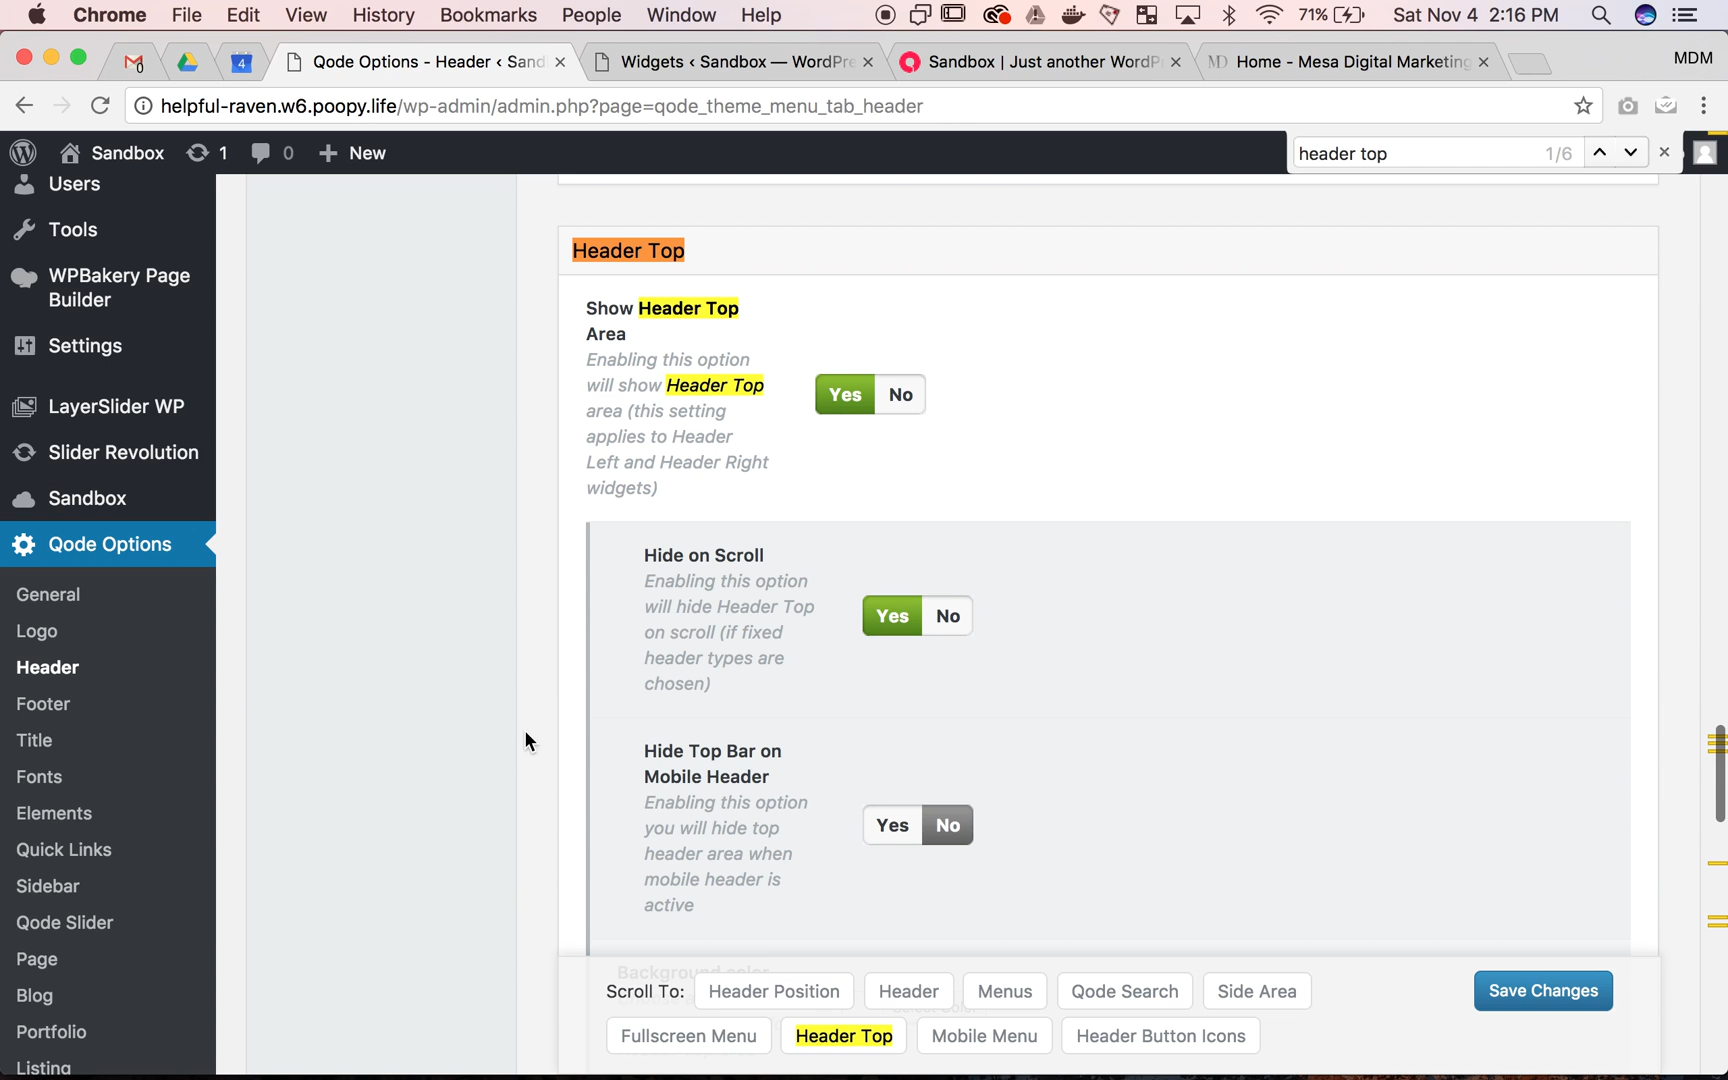 Chrome File Edit View History Bookmarks People Window Help 71% Sat Nov 4 2:16 PM
0 4 Qode Options - Header ‹ Sand Widgets ‹ Sandbox — WordPre Sandbox | Just another WordP MD Home - Mesa Digital Marketing MDM
helpful-raven.w6.poopy.life/wp-admin/admin.php?page=qode_theme_menu_tab_header
Sandbox 1 0 New header top 1/6
Users
Tools
WPBakery Page
Builder
Settings
LayerSlider WP
Slider Revolution
Sandbox
Qode Options
General
Logo
Header
Footer
Title
Fonts
Elements
Quick Links
Sidebar
Qode Slider
Page
Blog
Portfolio
Listing
Header Top
Show Header Top
Area
Enabling this option
will show Header Top
area (this setting
applies to Header
Left and Header Right
widgets)
Yes No
Hide on Scroll
Enabling this option
will hide Header Top
on scroll (if fixed
header types are
chosen)
Yes No
Hide Top Bar on
Mobile Header
Enabling this option
you will hide top
header area when
mobile header is
active
Yes No
Background color
Scroll To: Header Position Header Menus Qode Search Side Area Save Changes
Fullscreen Menu Header Top Mobile Menu Header Button Icons